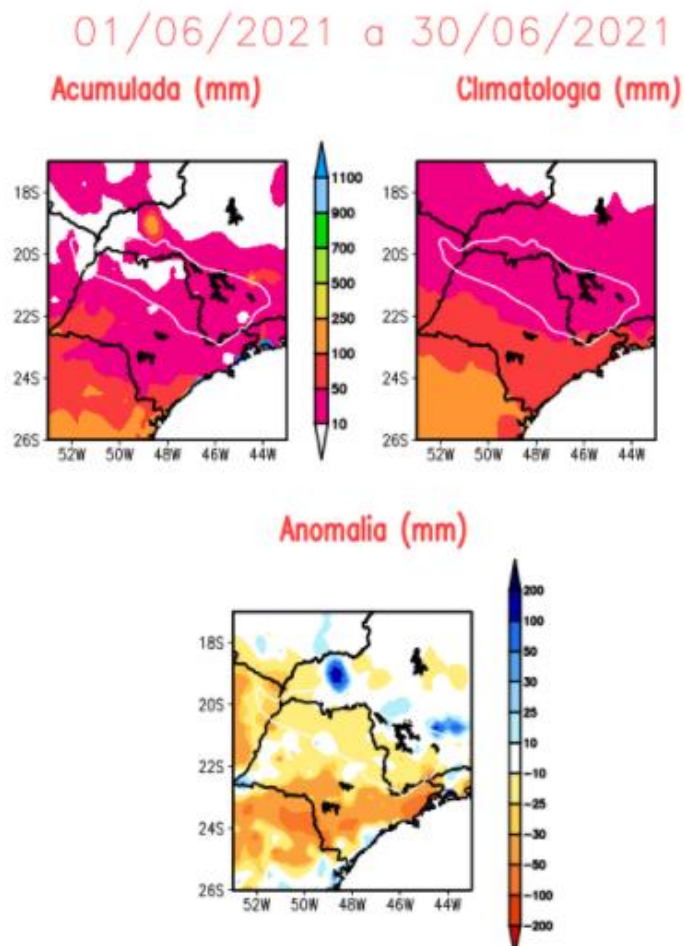 01/06/2021 a 30/06/2021
Acumulada (mm)
Climatologia (mm)
18S
20S
22S
24S
26S
52W 50W 48W 46W 44W
1100
900
700
500
250
100
50
10
18S
20S
22S
24S
26S
52W 50W 48W 46W 44W
Anomalia (mm)
18S
20S
22S
24S
26S
52W 50W 48W 46W 44W
200
100
50
30
25
10
-10
-25
-30
-50
-100
-200